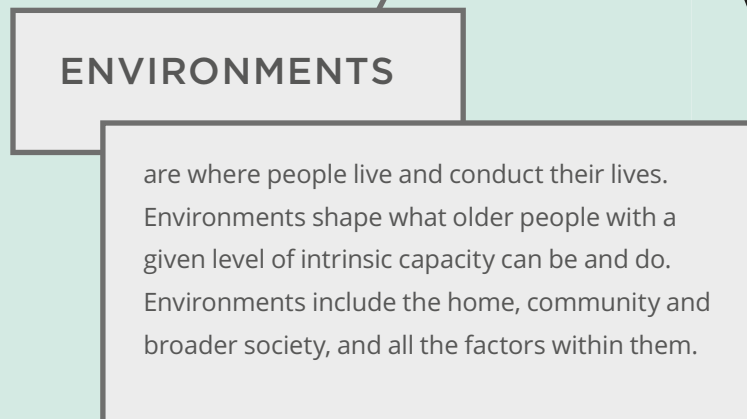 ENVIRONMENTS
are where people live and conduct their lives.
Environments shape what older people with a
given level of intrinsic capacity can be and do.
Environments include the home, community and
broader society, and all the factors within them.